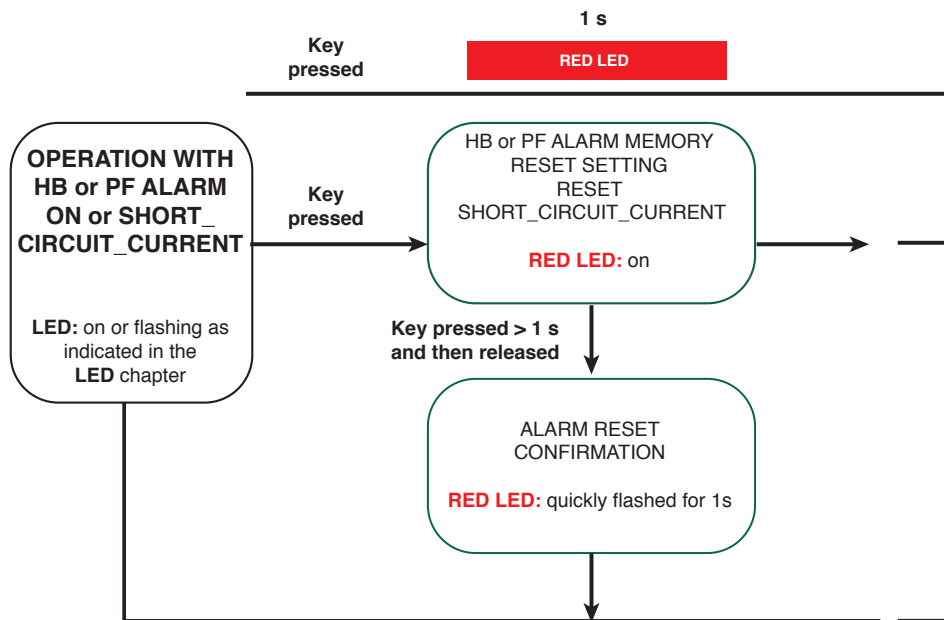 1 s
Key
pressed
RED LED
OPERATION WITH
HB or PF ALARM
ON or SHORT_
CIRCUIT_CURRENT
LED: on or flashing as
indicated in the
LED chapter
Key
pressed
HB or PF ALARM MEMORY
RESET SETTING
RESET
SHORT_CIRCUIT_CURRENT
RED LED: on
Key pressed > 1 s
and then released
ALARM RESET
CONFIRMATION
RED LED: quickly flashed for 1s